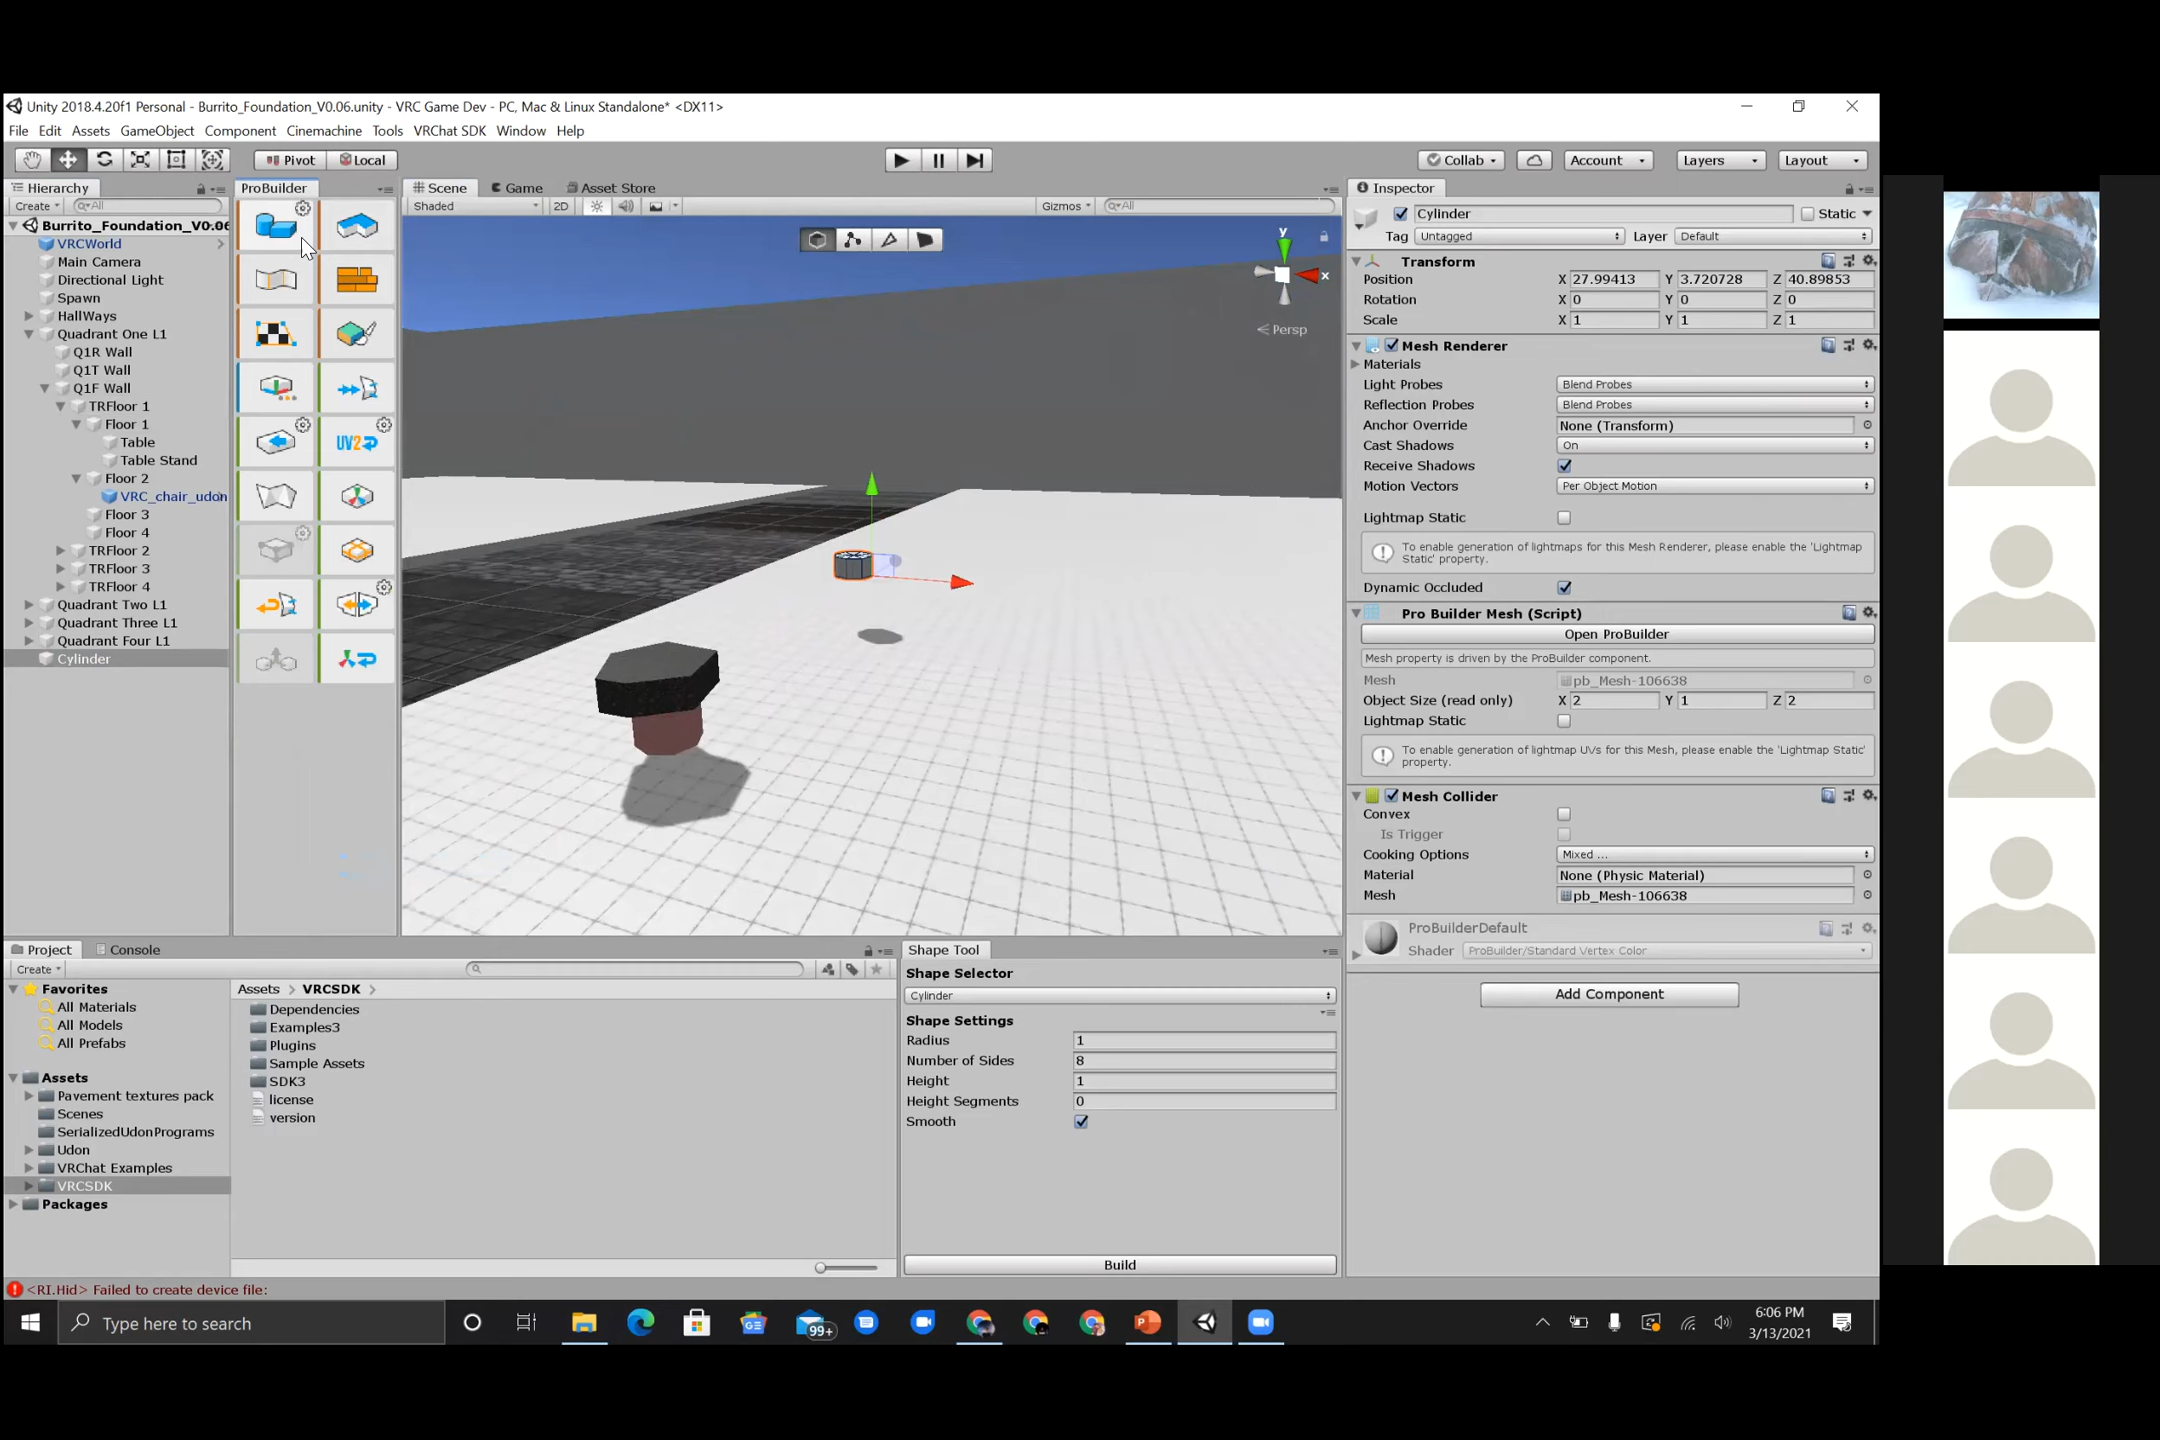 Unity 2018.4.20f1 Personal - Burrito_Foundation_V0.06.unity - VRC Game Dev - PC, Mac & Linux Standalone* <DX11>
File Edit Assets GameObject Component Cinemachine Tools VRChat SDK Window Help
Pivot Local Collab Account Layers Layout
Hierarchy
Create All
Burrito_Foundation_V0.06
VRCWorld
Main Camera
Directional Light
Spawn
HallWays
Quadrant One L1
Q1R Wall
Q1T Wall
Q1F Wall
TRFloor 1
Floor 1
Table
Table Stand
Floor 2
VRC_chair_udon
Floor 3
Floor 4
TRFloor 2
TRFloor 3
TRFloor 4
Quadrant Two L1
Quadrant Three L1
Quadrant Four L1
Cylinder
ProBuilder
UV2
Scene Game Asset Store
Shaded 2D Gizmos All
y
x
Persp
Inspector
Cylinder Static
Tag Untagged Layer Default
Transform
Position X 27.99413 Y 3.720728 Z 40.89853
Rotation X 0 Y 0 Z 0
Scale X 1 Y 1 Z 1
Mesh Renderer
Materials
Light Probes Blend Probes
Reflection Probes Blend Probes
Anchor Override None (Transform)
Cast Shadows On
Receive Shadows
Motion Vectors Per Object Motion
Lightmap Static
To enable generation of lightmaps for this Mesh Renderer, please enable the 'Lightmap
Static' property.
Dynamic Occluded
Pro Builder Mesh (Script)
Open ProBuilder
Mesh property is driven by the ProBuilder component.
Mesh pb_Mesh-106638
Object Size (read only) X 2 Y 1 Z 2
Lightmap Static
To enable generation of lightmap UVs for this Mesh, please enable the 'Lightmap Static'
property.
Mesh Collider
Convex
Is Trigger
Cooking Options Mixed ...
Material None (Physic Material)
Mesh pb_Mesh-106638
ProBuilderDefault
Shader ProBuilder/Standard Vertex Color
Add Component
Project Console
Create
Favorites
All Materials
All Models
All Prefabs
Assets
Pavement textures pack
Scenes
SerializedUdonPrograms
Udon
VRChat Examples
VRCSDK
Packages
Assets > VRCSDK >
Dependencies
Examples3
Plugins
Sample Assets
SDK3
license
version
Shape Tool
Shape Selector
Cylinder
Shape Settings
Radius 1
Number of Sides 8
Height 1
Height Segments 0
Smooth
Build
<RI.Hid> Failed to create device file:
Type here to search
99+
6:06 PM
3/13/2021